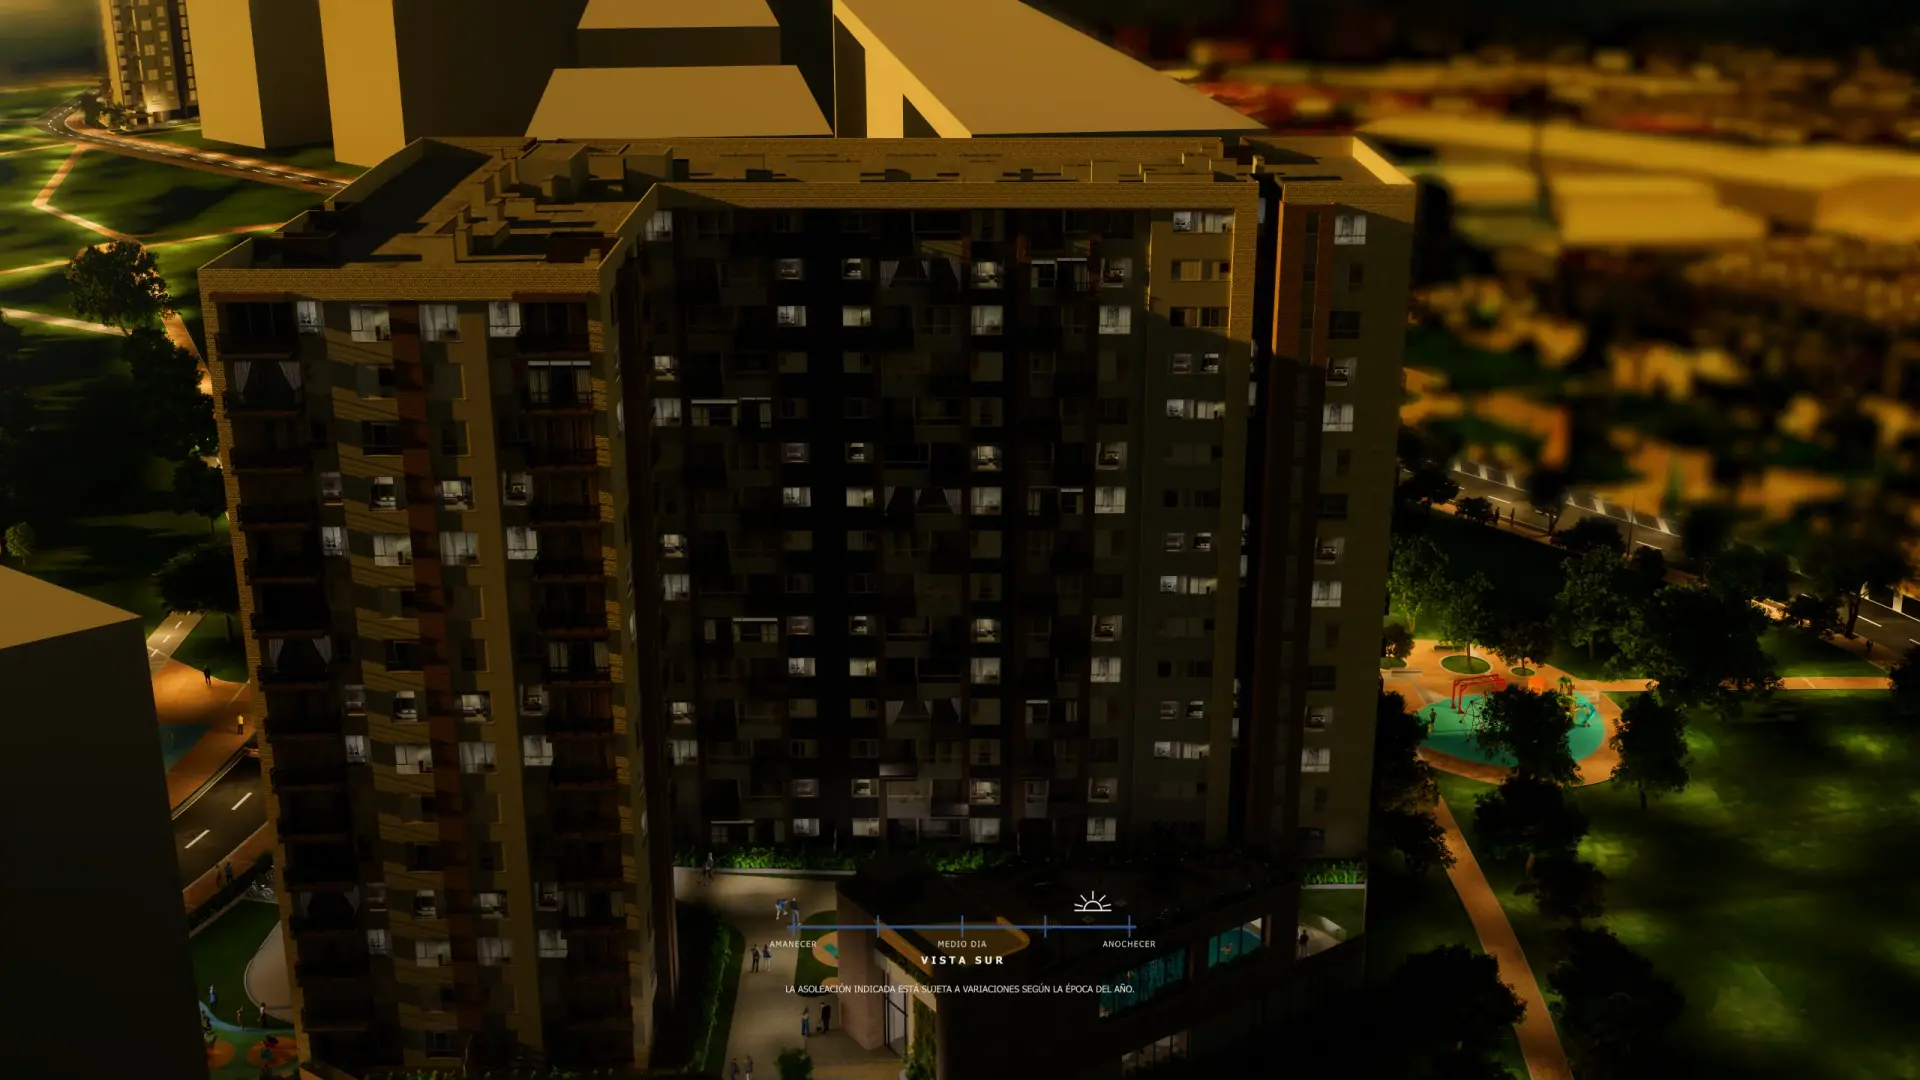 AMANECER
MEDIO DIA
ANOCHECER
VISTA SUR
LA ASOLEACIÓN INDICADA ESTÁ SUJETA A VARIACIONES SEGÚN LA ÉPOCA DEL AÑO.